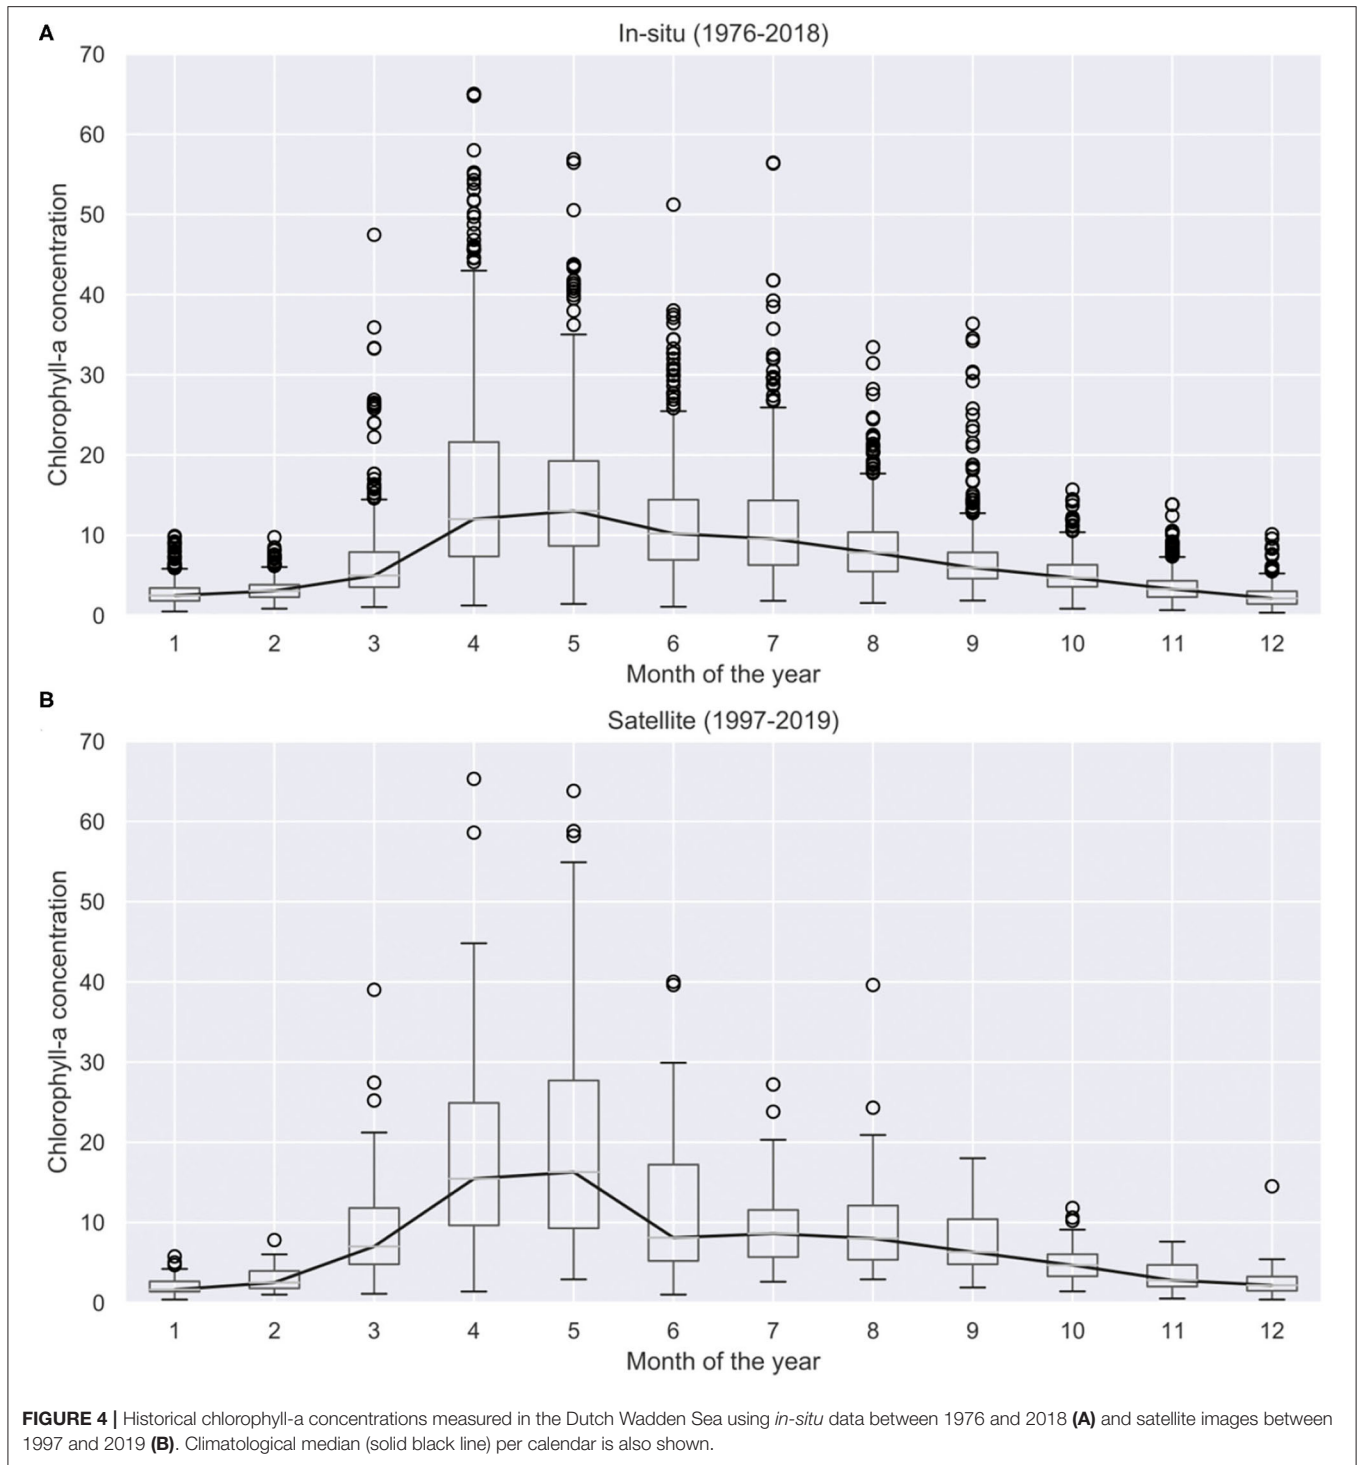 A
In-situ (1976-2018)
70
60
50
40
30
20
10
0
Chlorophyll-a concentration
1 2 3 4 5 6 7 8 9 10 11 12
Month of the year
B
Satellite (1997-2019)
70
60
50
40
30
20
10
0
Chlorophyll-a concentration
1 2 3 4 5 6 7 8 9 10 11 12
Month of the year
FIGURE 4 | Historical chlorophyll-a concentrations measured in the Dutch Wadden Sea using in-situ data between 1976 and 2018 (A) and satellite images between
1997 and 2019 (B). Climatological median (solid black line) per calendar is also shown.